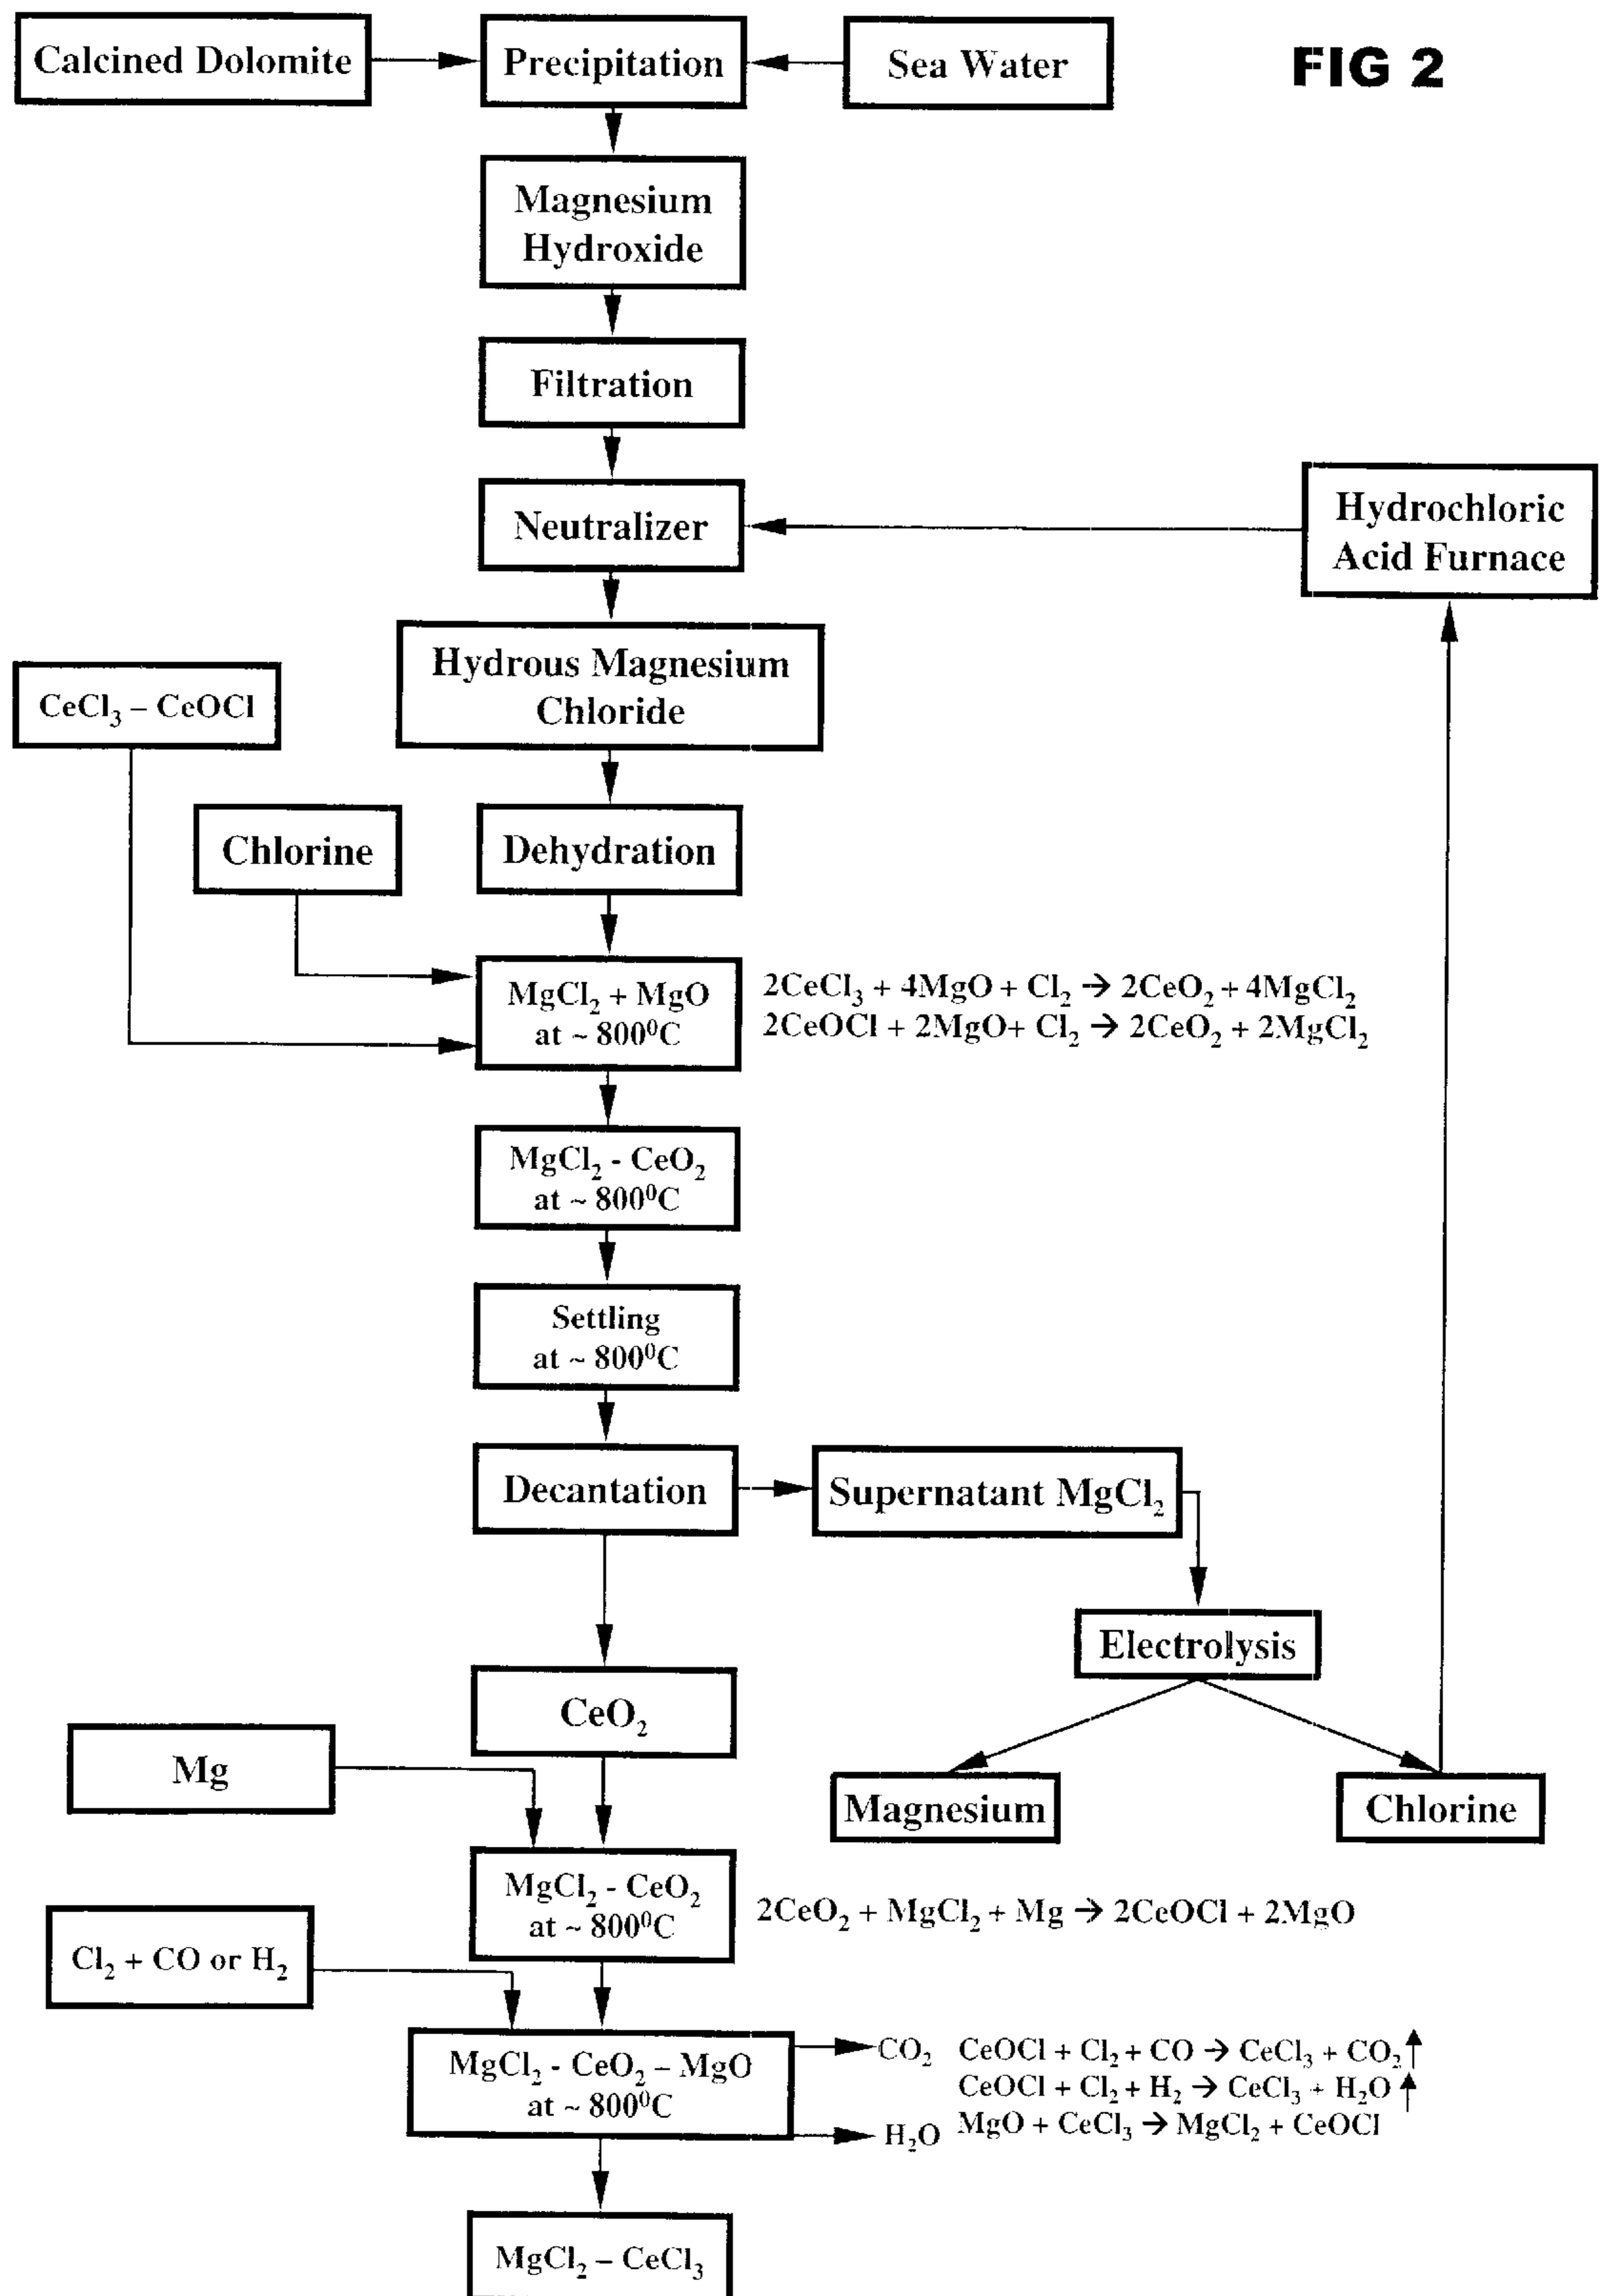 Calcined Dolomite
Precipitation
Sea Water
FIG 2
Magnesium
Hydroxide
Filtration
Neutralizer
Hydrochloric
Acid Furnace
Hydrous Magnesium
Chloride
CeCl₃ – CeOCl
Chlorine
Dehydration
MgCl₂ + MgO
at ~ 800⁰C
2CeCl₃ + 4MgO + Cl₂ → 2CeO₂ + 4MgCl₂
2CeOCl + 2MgO+ Cl₂ → 2CeO₂ + 2MgCl₂
MgCl₂ - CeO₂
at ~ 800⁰C
Settling
at ~ 800⁰C
Decantation
Supernatant MgCl₂
Electrolysis
CeO₂
Mg
Magnesium
Chlorine
MgCl₂ - CeO₂
at ~ 800⁰C
2CeO₂ + MgCl₂ + Mg → 2CeOCl + 2MgO
Cl₂ + CO or H₂
MgCl₂ - CeO₂ – MgO
at ~ 800⁰C
CO₂
H₂O
CeOCl + Cl₂ + CO → CeCl₃ + CO₂↑
CeOCl + Cl₂ + H₂ → CeCl₃ + H₂O ↑
MgO + CeCl₃ → MgCl₂ + CeOCl
MgCl₂ – CeCl₃